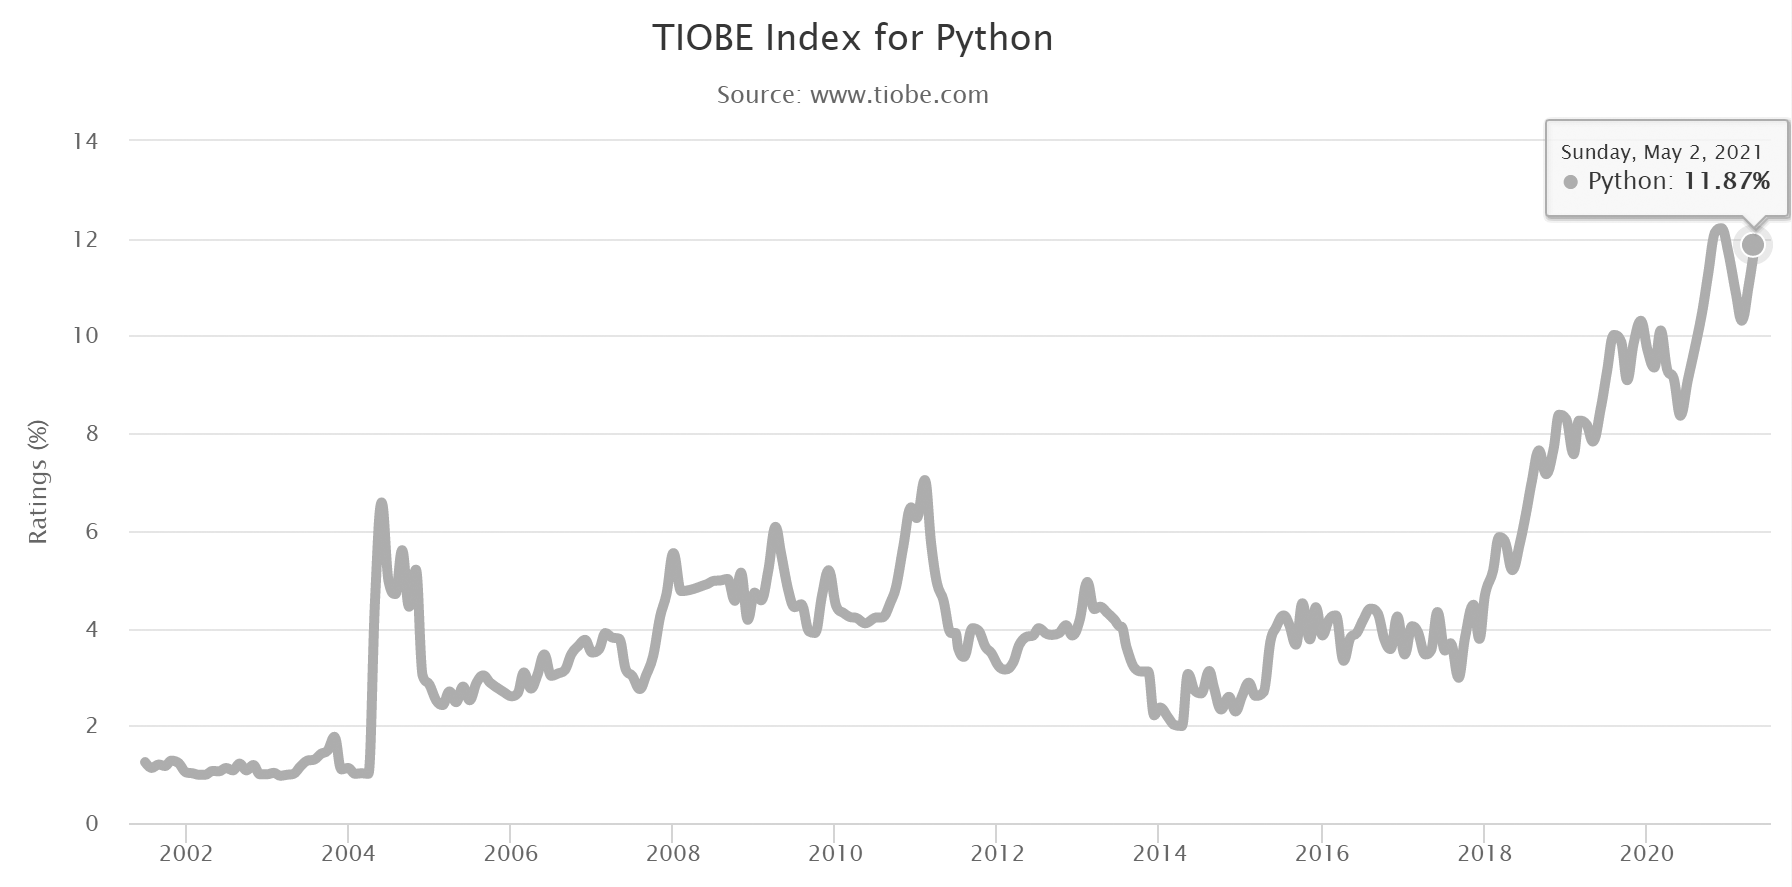 TIOBE Index for Python
Source: www.tiobe.com
Sunday, May 2, 2021
Python: 11.87%
Ratings (%)
14
12
10
8
6
4
2
0
2002 2004 2006 2008 2010 2012 2014 2016 2018 2020